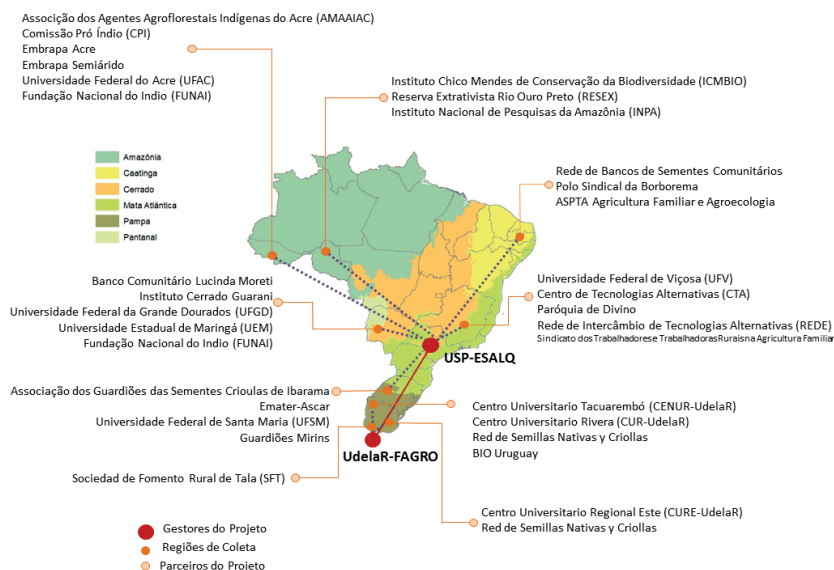 Associção dos Agentes Agroflorestais Indígenas do Acre (AMAAIAC)
Comissão Pró Índio (CPI)
Embrapa Acre
Embrapa Semiárido
Universidade Federal do Acre (UFAC)
Fundação Nacional do Indio (FUNAI)
Instituto Chico Mendes de Conservação da Biodiversidade (ICMBIO)
Reserva Extrativista Rio Ouro Preto (RESEX)
Instituto Nacional de Pesquisas da Amazônia (INPA)
Amazônia
Caatinga
Cerrado
Mata Atlântica
Pampa
Pantanal
Rede de Bancos de Sementes Comunitários
Polo Sindical da Borborema
ASPTA Agricultura Familiar e Agroecologia
Banco Comunitário Lucinda Moreti
Instituto Cerrado Guarani
Universidade Federal da Grande Dourados (UFGD)
Universidade Estadual de Maringá (UEM)
Fundação Nacional do Indio (FUNAI)
Universidade Federal de Viçosa (UFV)
Centro de Tecnologias Alternativas (CTA)
Paróquia de Divino
Rede de Intercâmbio de Tecnologias Alternativas (REDE)
Sindicato dos Trabalhadores e Trabalhadoras Rurais na Agricultura Familiar
USP-ESALQ
Associação dos Guardiões das Sementes Crioulas de Ibarama
Emater-Ascar
Universidade Federal de Santa Maria (UFSM)
Guardiões Mirins
Centro Universitario Tacuarembó (CENUR-UdelaR)
Centro Universitario Rivera (CUR-UdelaR)
Red de Semillas Nativas y Criollas
BIO Uruguay
UdelaR-FAGRO
Sociedad de Fomento Rural de Tala (SFT)
Centro Universitario Regional Este (CURE-UdelaR)
Red de Semillas Nativas y Criollas
Gestores do Projeto
Regiões de Coleta
Parceiros do Projeto